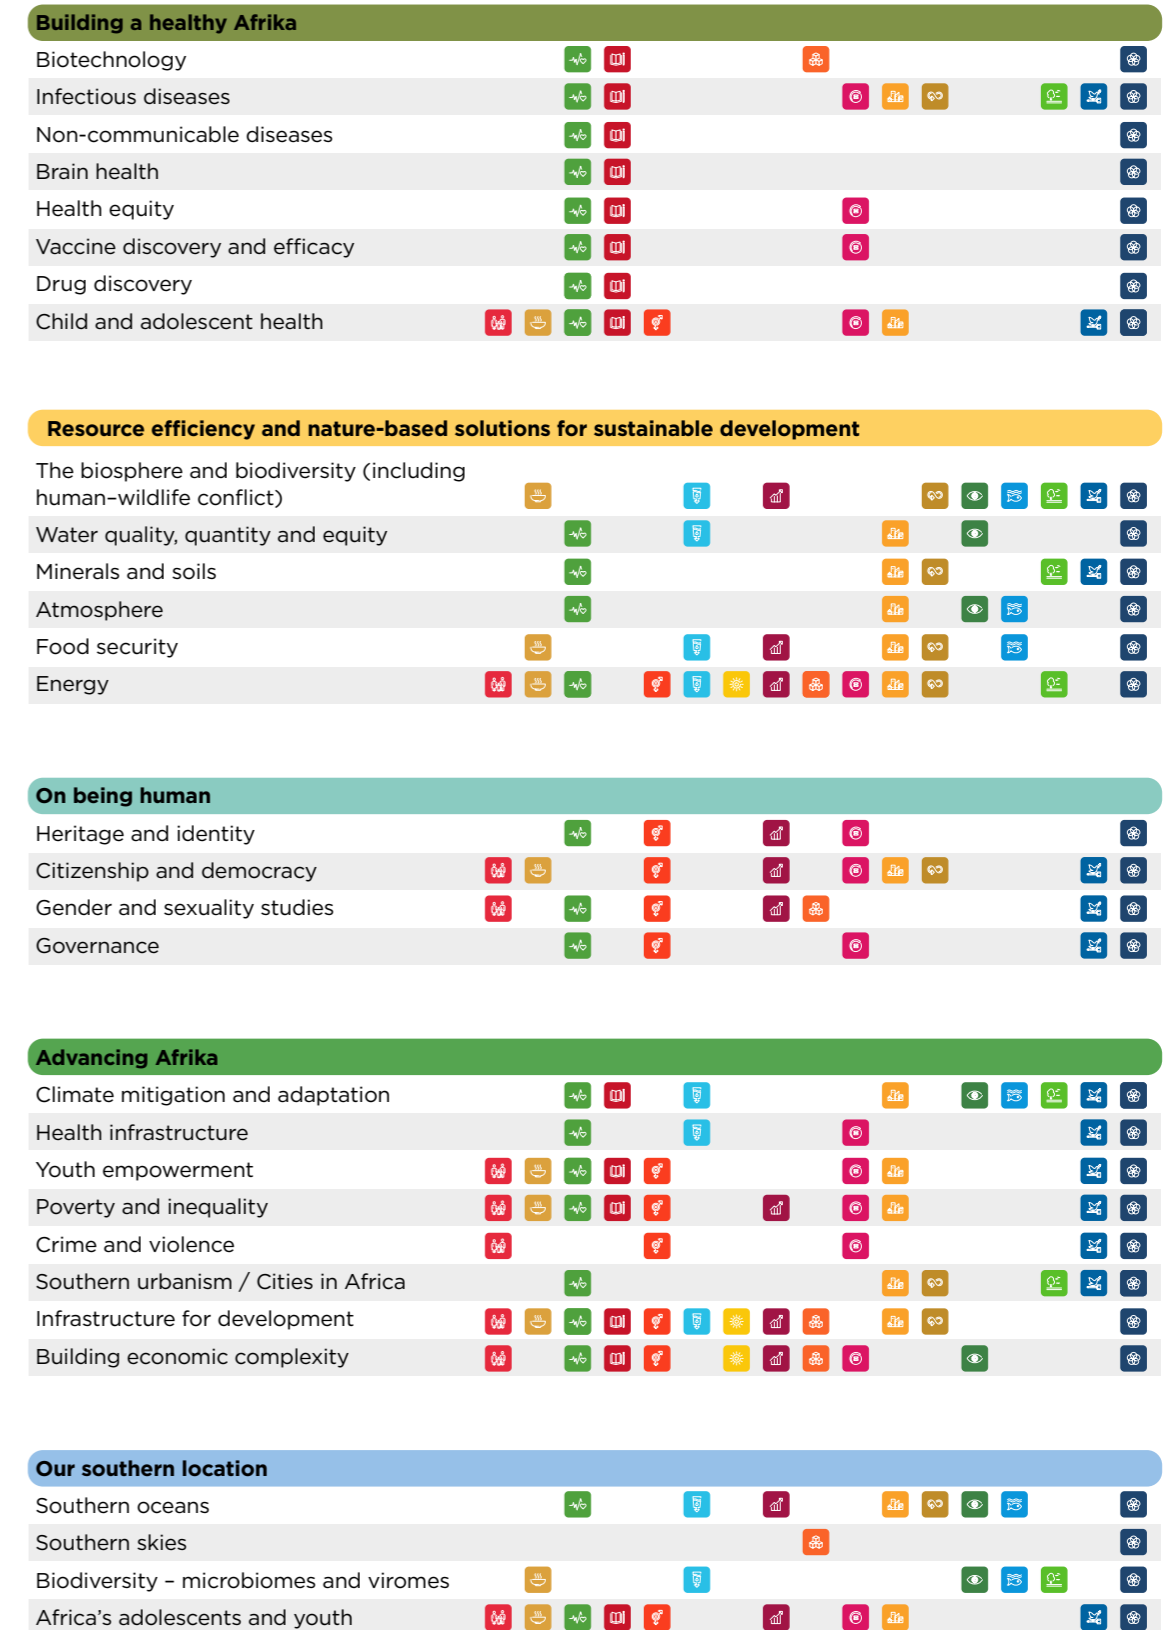 Building a healthy Afrika
Biotechnology
Infectious diseases
Non-communicable diseases
Brain health
Health equity
Vaccine discovery and efficacy
Drug discovery
Child and adolescent health
Resource efficiency and nature-based solutions for sustainable development
The biosphere and biodiversity (including
human–wildlife conflict)
Water quality, quantity and equity
Minerals and soils
Atmosphere
Food security
Energy
On being human
Heritage and identity
Citizenship and democracy
Gender and sexuality studies
Governance
Advancing Afrika
Climate mitigation and adaptation
Health infrastructure
Youth empowerment
Poverty and inequality
Crime and violence
Southern urbanism / Cities in Africa
Infrastructure for development
Building economic complexity
Our southern location
Southern oceans
Southern skies
Biodiversity – microbiomes and viromes
Africa’s adolescents and youth